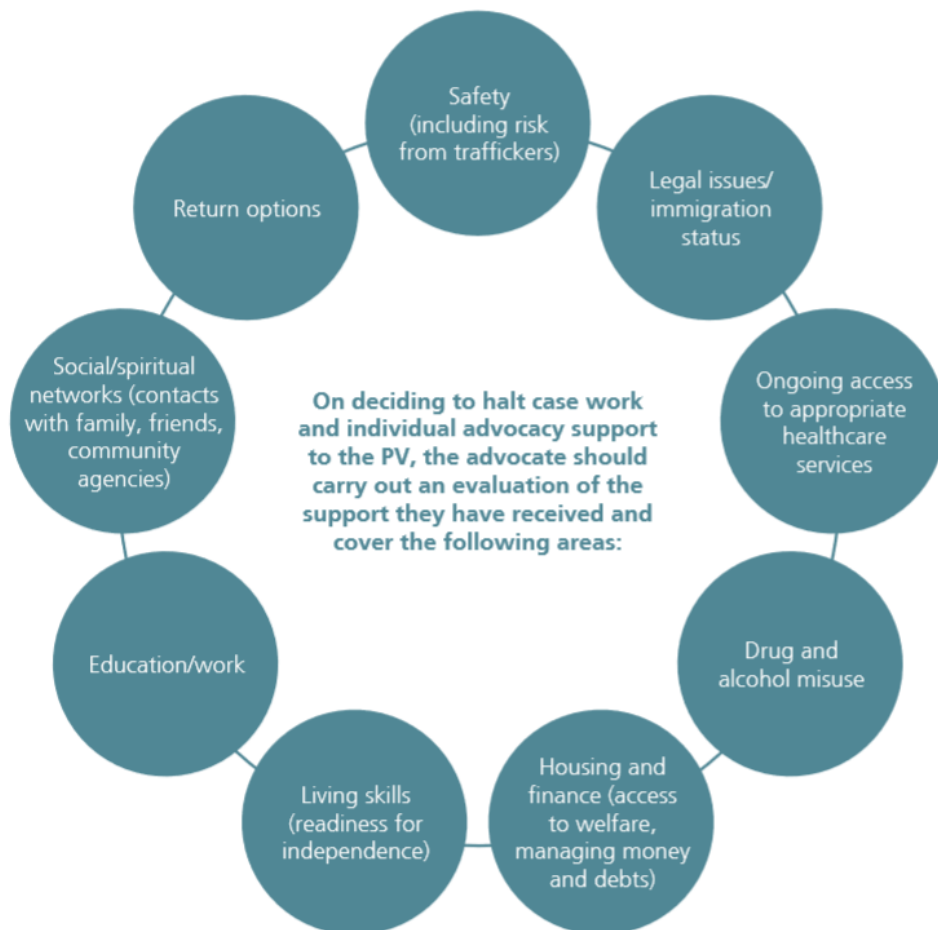 Safety
(including risk
from traffickers)
Legal issues/
immigration
status
Ongoing access
to appropriate
healthcare
services
Drug and
alcohol misuse
Housing and
finance (access
to welfare,
managing money
and debts)
Living skills
(readiness for
independence)
Education/work
Social/spiritual
networks (contacts
with family, friends,
community
agencies)
Return options
On deciding to halt case work
and individual advocacy support
to the PV, the advocate should
carry out an evaluation of the
support they have received and
cover the following areas: